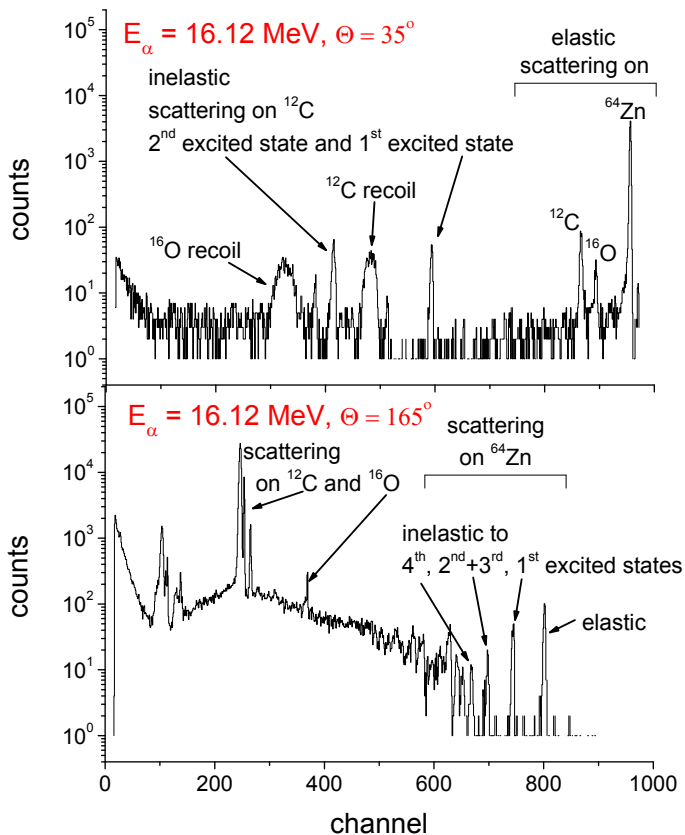 E_α = 16.12 MeV, Θ = 35°
elastic
scattering on
inelastic
scattering on ¹²C
2ⁿᵈ excited state and 1ˢᵗ excited state
⁶⁴Zn
¹²C recoil
¹⁶O recoil
¹²C
¹⁶O
counts
10⁵
10⁴
10³
10²
10¹
10⁰
E_α = 16.12 MeV, Θ = 165°
scattering
on ¹²C and ¹⁶O
scattering
on ⁶⁴Zn
inelastic to
4ᵗʰ, 2ⁿᵈ+3ʳᵈ, 1ˢᵗ excited states
elastic
counts
10⁵
10⁴
10³
10²
10¹
10⁰
0 200 400 600 800 1000
channel